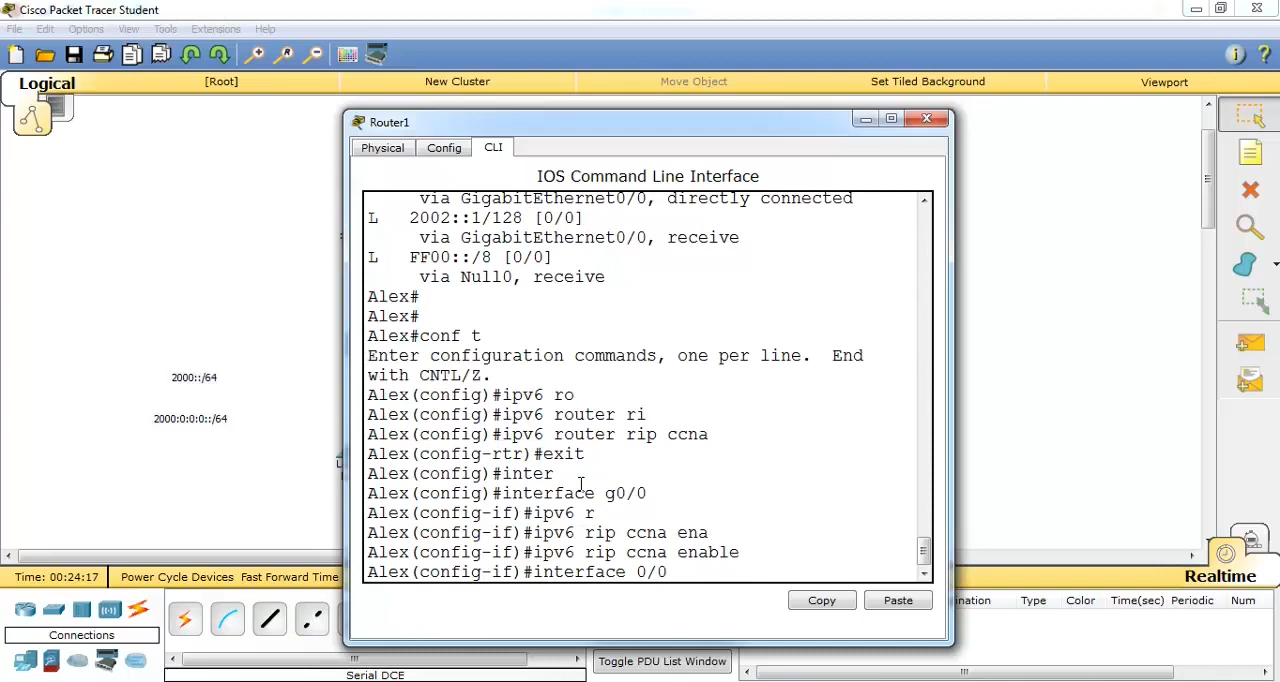 Cisco Packet Tracer Student
File Edit Options View Tools Extensions Help
Logical [Root] New Cluster Move Object Set Tiled Background Viewport
Router1
Physical Config CLI
IOS Command Line Interface
via GigabitEthernet0/0, directly connected
L 2002::1/128 [0/0]
via GigabitEthernet0/0, receive
L FF00::/8 [0/0]
via Null0, receive
Alex#
Alex#
Alex#conf t
Enter configuration commands, one per line. End
with CNTL/Z.
Alex(config)#ipv6 ro
Alex(config)#ipv6 router ri
Alex(config)#ipv6 router rip ccna
Alex(config-rtr)#exit
Alex(config)#inter
Alex(config)#interface g0/0
Alex(config-if)#ipv6 r
Alex(config-if)#ipv6 rip ccna ena
Alex(config-if)#ipv6 rip ccna enable
Alex(config-if)#interface 0/0
Copy Paste
2000::/64
2000:0:0:0::/64
Time: 00:24:17 Power Cycle Devices Fast Forward Time
Realtime
Connections
Serial DCE
Toggle PDU List Window
ination Type Color Time(sec) Periodic Num